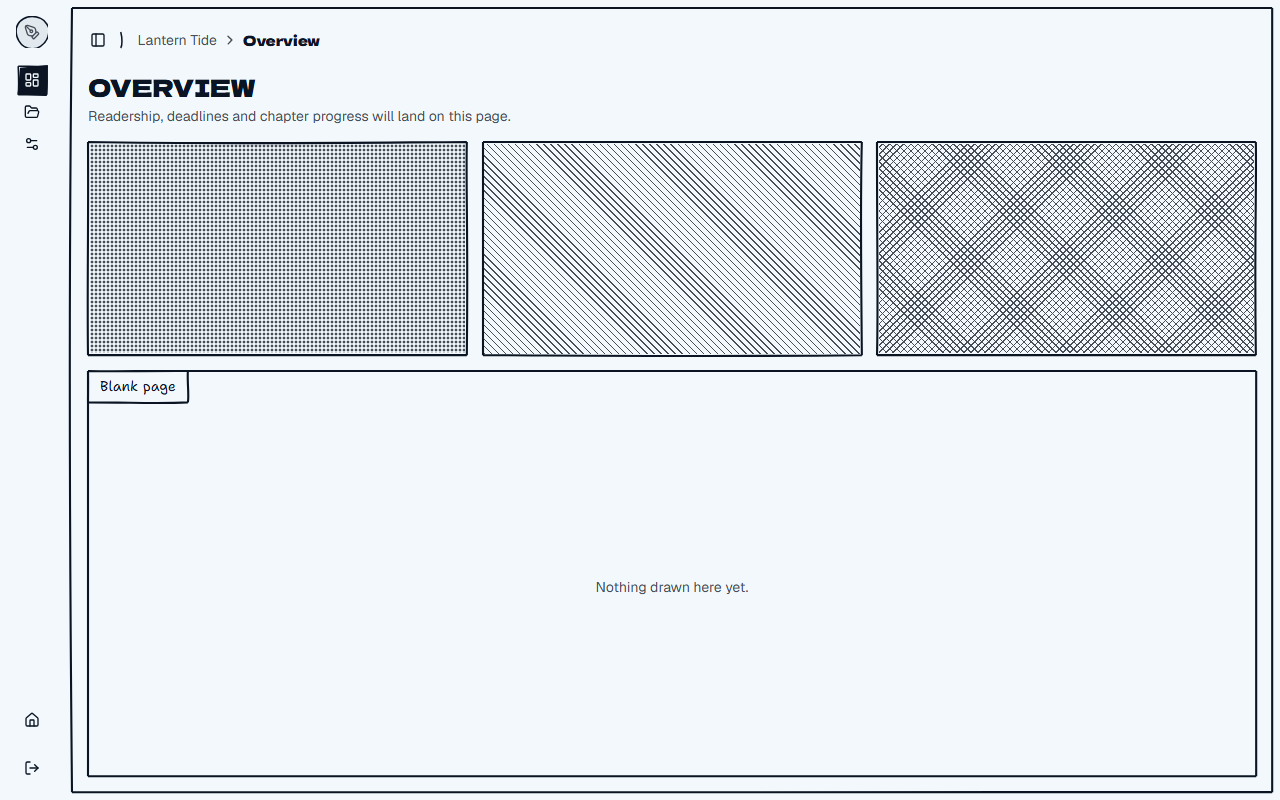 Lantern Tide > Overview
OVERVIEW
Readership, deadlines and chapter progress will land on this page.
Blank page
Nothing drawn here yet.